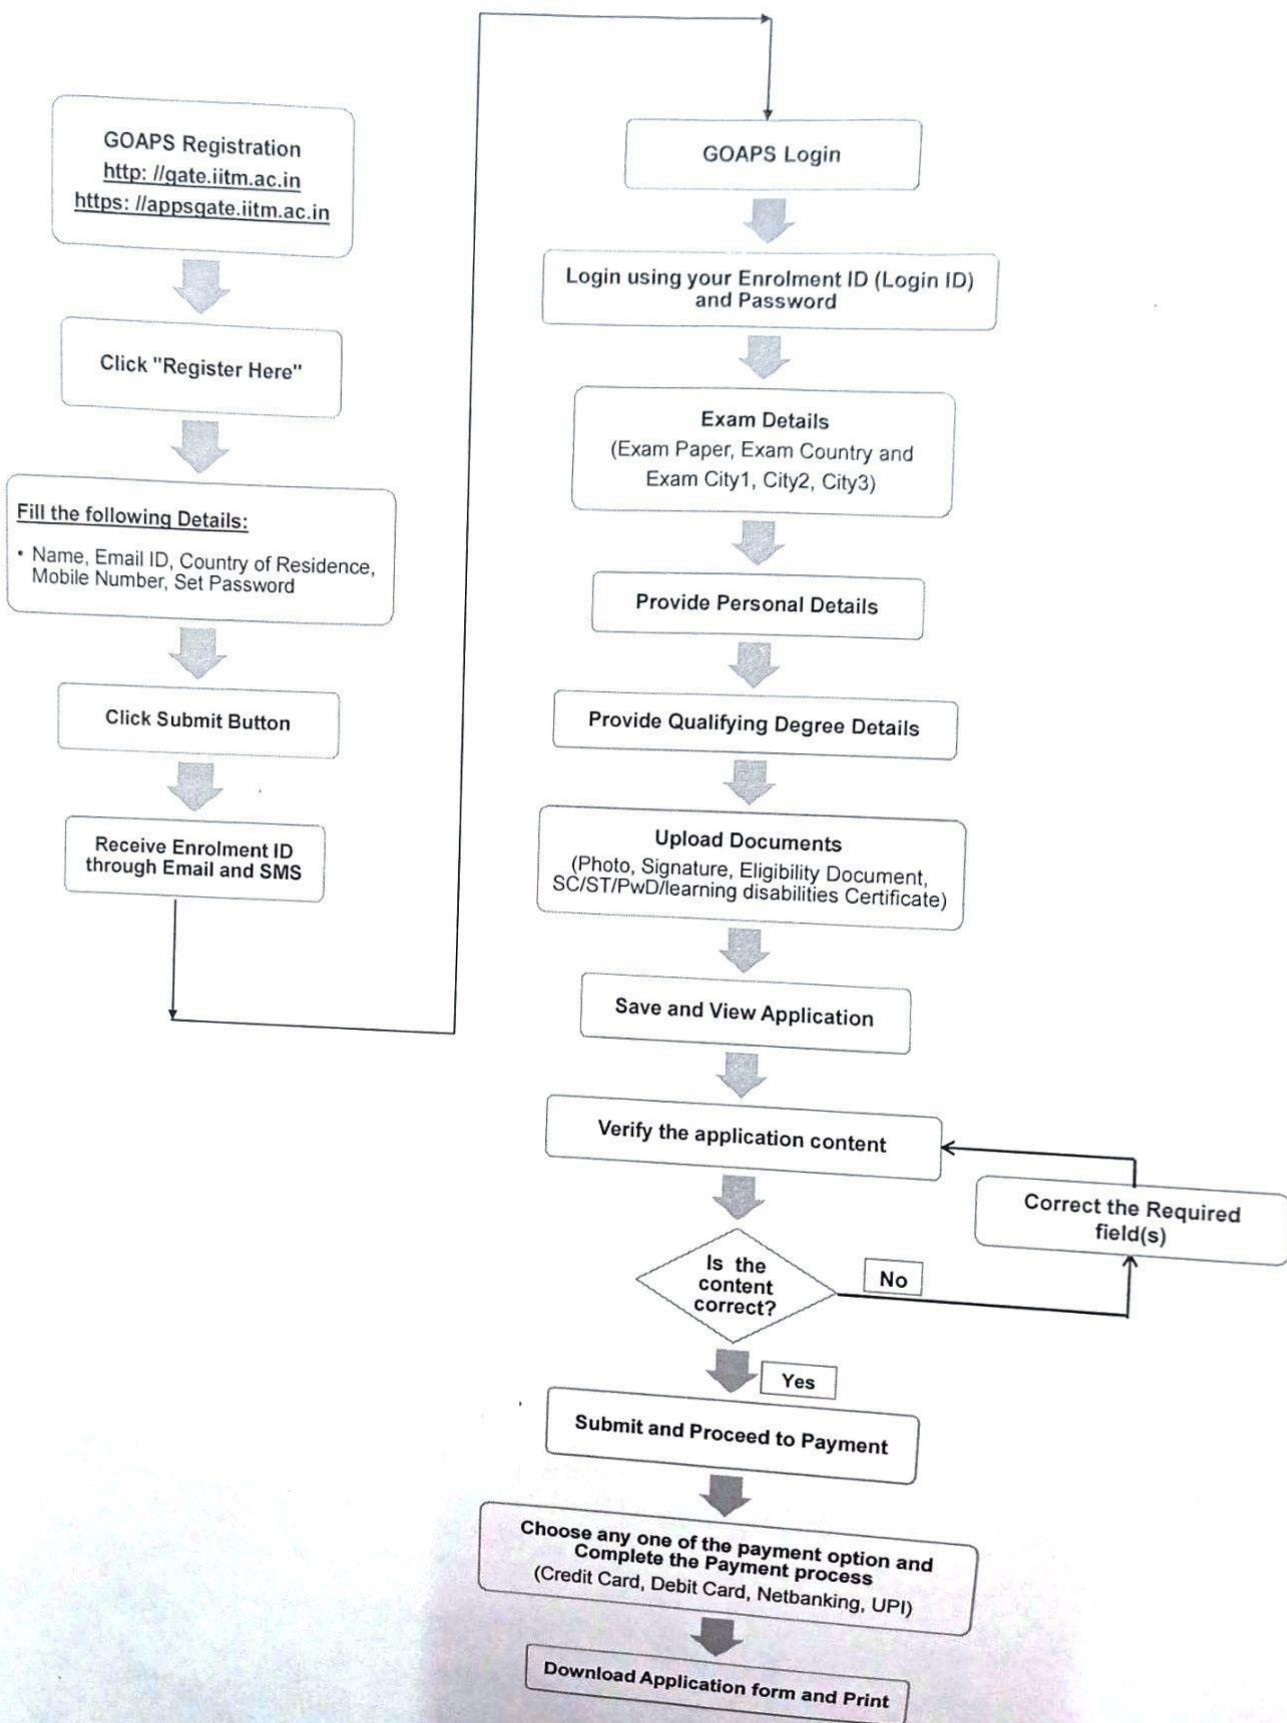 GOAPS Registration
http: //gate.iitm.ac.in
https: //appsgate.iitm.ac.in
Click "Register Here"
Fill the following Details:
• Name, Email ID, Country of Residence,
Mobile Number, Set Password
Click Submit Button
Receive Enrolment ID
through Email and SMS
GOAPS Login
Login using your Enrolment ID (Login ID)
and Password
Exam Details
(Exam Paper, Exam Country and
Exam City1, City2, City3)
Provide Personal Details
Provide Qualifying Degree Details
Upload Documents
(Photo, Signature, Eligibility Document,
SC/ST/PwD/learning disabilities Certificate)
Save and View Application
Verify the application content
Correct the Required
field(s)
Is the
content
correct?
No
Yes
Submit and Proceed to Payment
Choose any one of the payment option and
Complete the Payment process
(Credit Card, Debit Card, Netbanking, UPI)
Download Application form and Print